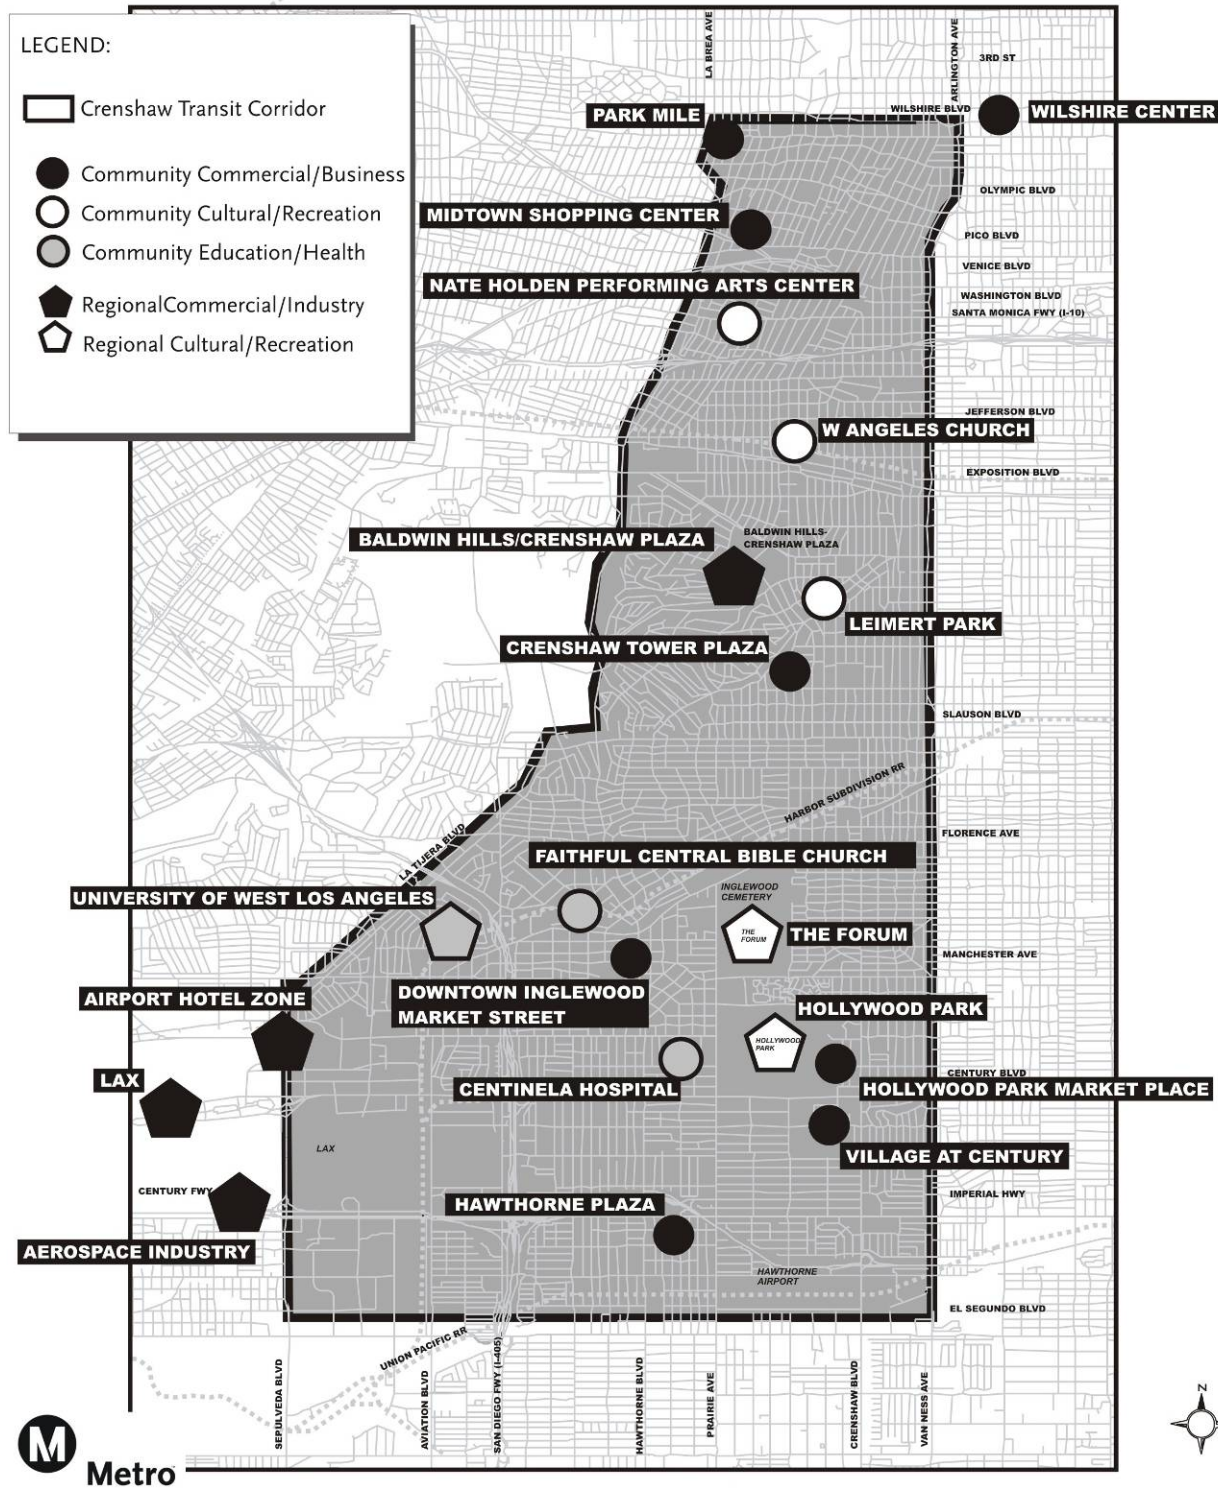 LEGEND:
Crenshaw Transit Corridor
Community Commercial/Business
Community Cultural/Recreation
Community Education/Health
RegionalCommercial/Industry
Regional Cultural/Recreation
LA BREA AVE
ARLINGTON AVE
3RD ST
WILSHIRE BLVD
WILSHIRE CENTER
PARK MILE
OLYMPIC BLVD
MIDTOWN SHOPPING CENTER
PICO BLVD
VENICE BLVD
NATE HOLDEN PERFORMING ARTS CENTER
WASHINGTON BLVD
SANTA MONICA FWY (I-10)
JEFFERSON BLVD
W ANGELES CHURCH
EXPOSITION BLVD
BALDWIN HILLS/CRENSHAW PLAZA
BALDWIN HILLS-
CRENSHAW PLAZA
LEIMERT PARK
CRENSHAW TOWER PLAZA
SLAUSON BLVD
HARBOR SUBDIVISION RR
FLORENCE AVE
LA TIJERA BLVD
FAITHFUL CENTRAL BIBLE CHURCH
UNIVERSITY OF WEST LOS ANGELES
INGLEWOOD
CEMETERY
THE
FORUM
THE FORUM
MANCHESTER AVE
AIRPORT HOTEL ZONE
DOWNTOWN INGLEWOOD
MARKET STREET
HOLLYWOOD PARK
HOLLYWOOD
PARK
LAX
CENTINELA HOSPITAL
CENTURY BLVD
HOLLYWOOD PARK MARKET PLACE
LAX
VILLAGE AT CENTURY
CENTURY FWY
IMPERIAL HWY
HAWTHORNE PLAZA
AEROSPACE INDUSTRY
HAWTHORNE
AIRPORT
EL SEGUNDO BLVD
UNION PACIFIC RR
SEPULVEDA BLVD
AVIATION BLVD
SAN DIEGO FWY (I-405)
HAWTHORNE BLVD
PRAIRIE AVE
CRENSHAW BLVD
VAN NESS AVE
N
M
Metro